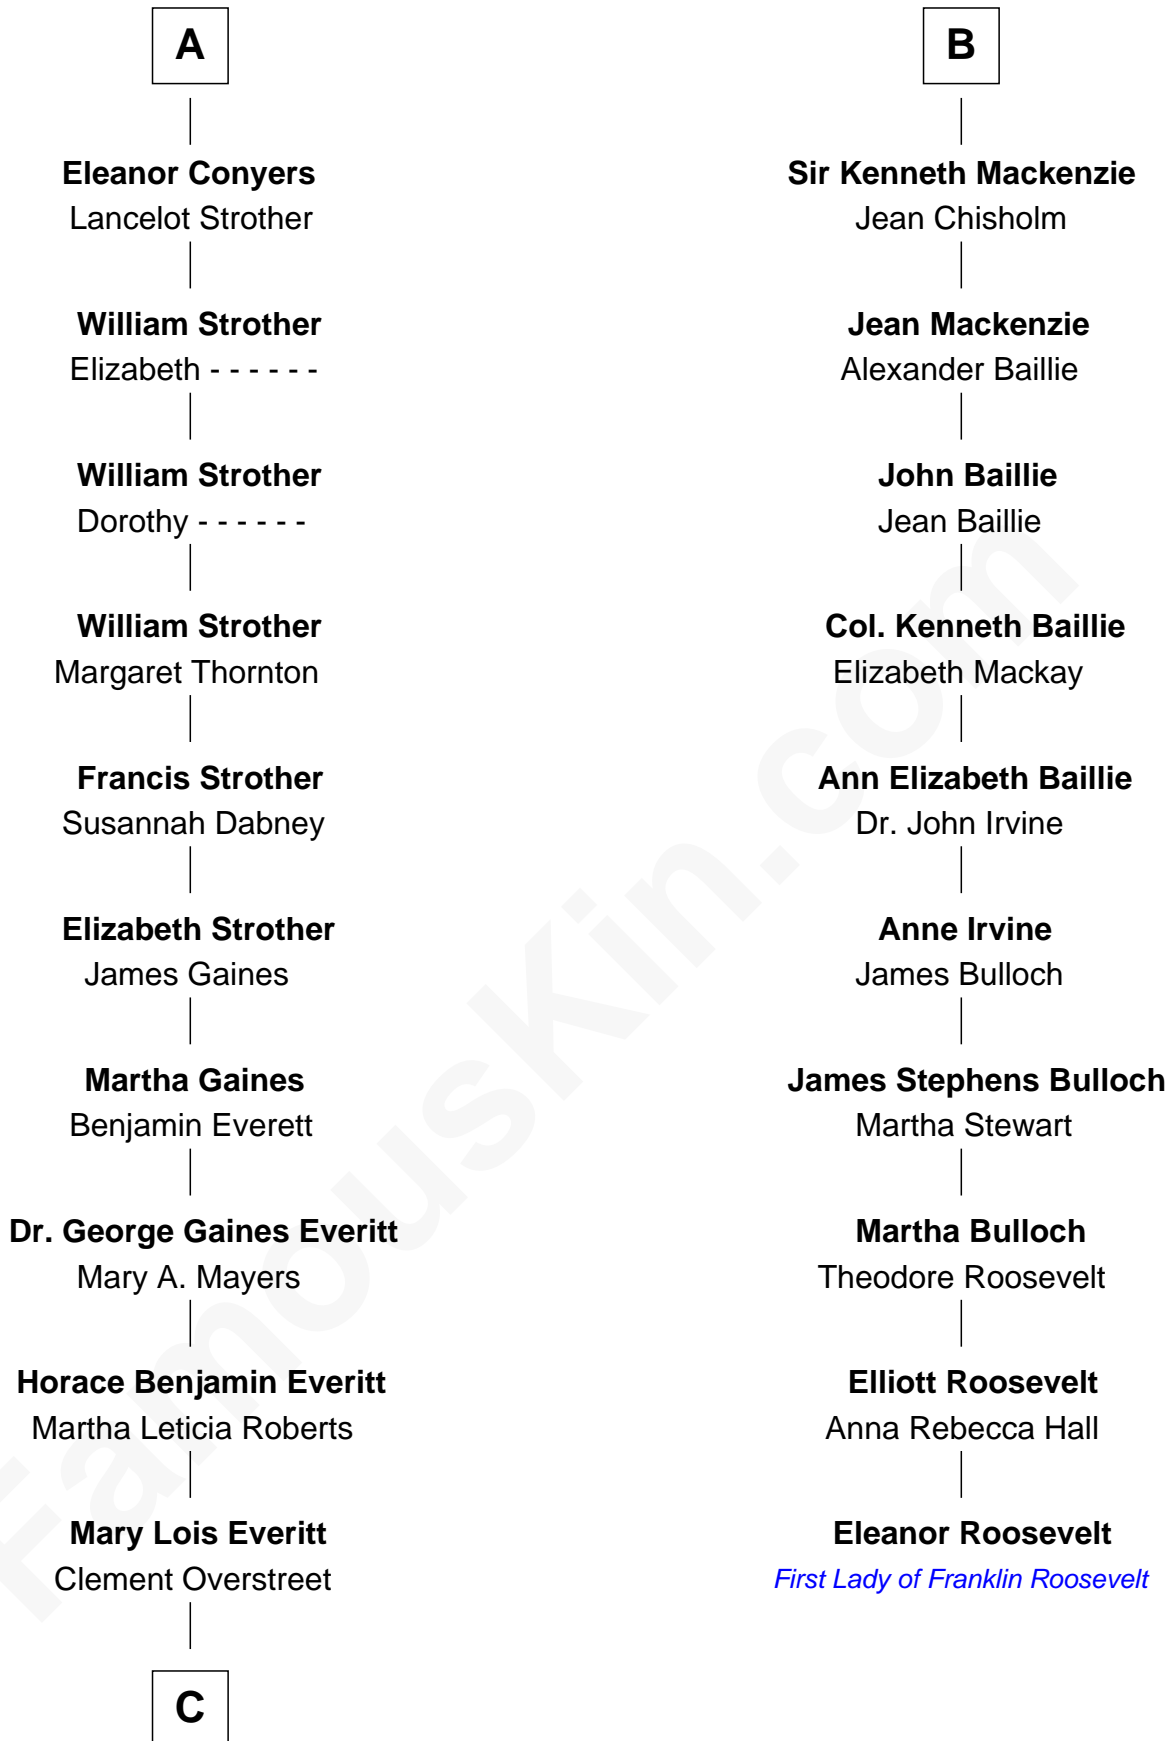 A
Eleanor Conyers
Lancelot Strother
William Strother
Elizabeth - - - - - -
William Strother
Dorothy - - - - - -
William Strother
Margaret Thornton
Francis Strother
Susannah Dabney
Elizabeth Strother
James Gaines
Martha Gaines
Benjamin Everett
Dr. George Gaines Everitt
Mary A. Mayers
Horace Benjamin Everitt
Martha Leticia Roberts
Mary Lois Everitt
Clement Overstreet
C
B
Sir Kenneth Mackenzie
Jean Chisholm
Jean Mackenzie
Alexander Baillie
John Baillie
Jean Baillie
Col. Kenneth Baillie
Elizabeth Mackay
Ann Elizabeth Baillie
Dr. John Irvine
Anne Irvine
James Bulloch
James Stephens Bulloch
Martha Stewart
Martha Bulloch
Theodore Roosevelt
Elliott Roosevelt
Anna Rebecca Hall
Eleanor Roosevelt
First Lady of Franklin Roosevelt
FamousKin.com